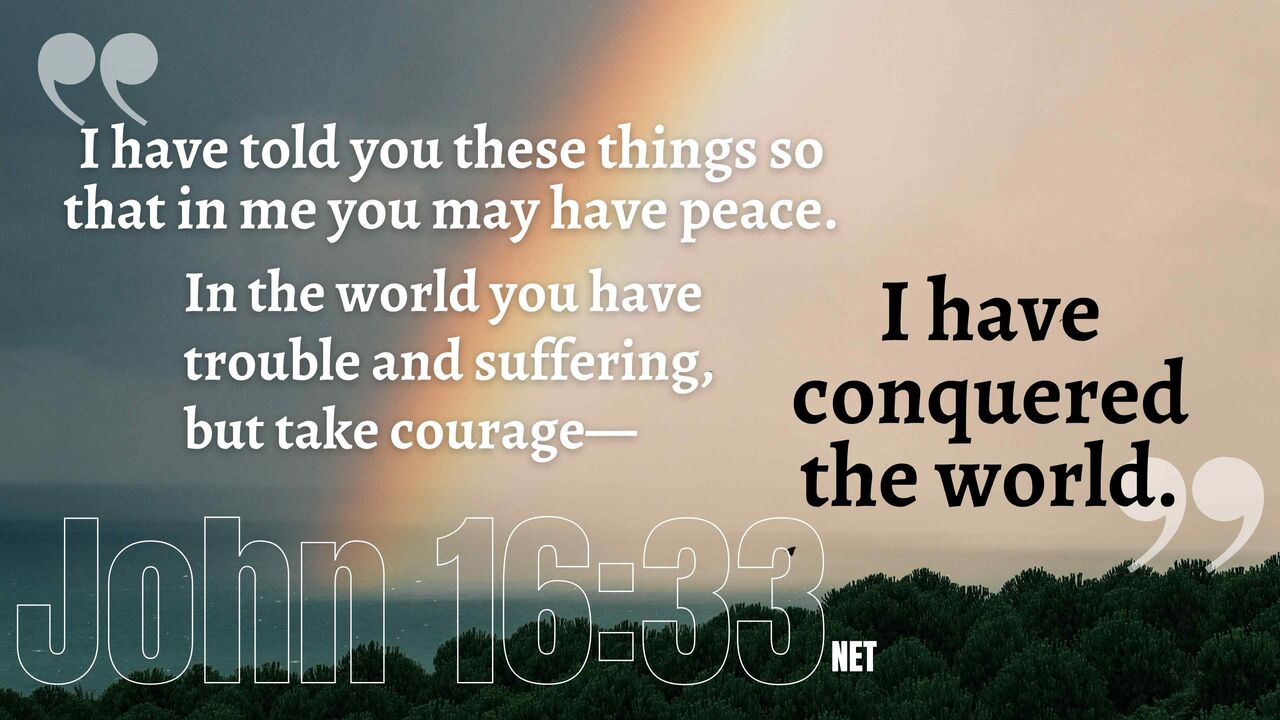 I have told you these things so
that in me you may have peace.
In the world you have
trouble and suffering,
but take courage—
I have
conquered
the world.
”
John 16:33
NET